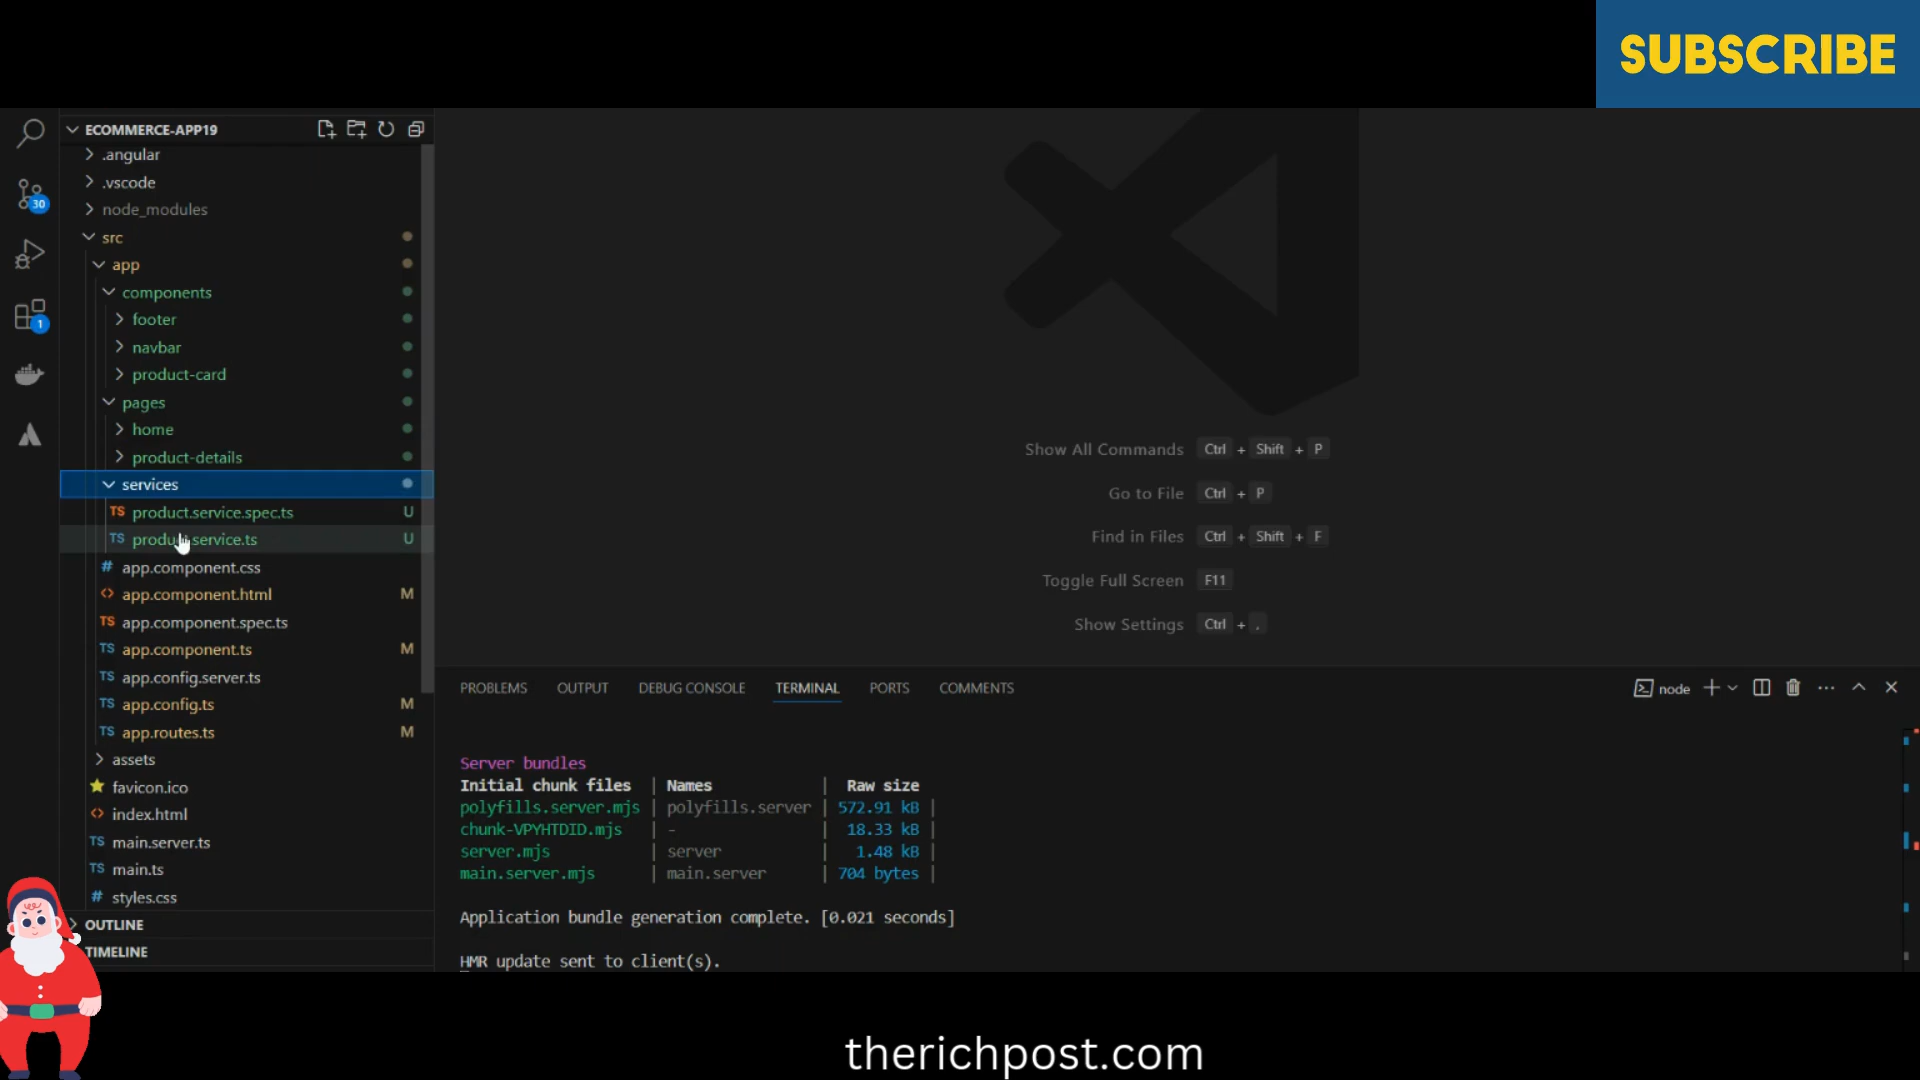 SUBSCRIBE
ECOMMERCE-APP19
.angular
.vscode
node_modules
src
app
components
footer
navbar
product-card
pages
home
product-details
services
TS product.service.spec.ts U
TS product.service.ts U
# app.component.css
<> app.component.html M
TS app.component.spec.ts
TS app.component.ts M
TS app.config.server.ts
TS app.config.ts M
TS app.routes.ts M
assets
favicon.ico
<> index.html
TS main.server.ts
TS main.ts
# styles.css
OUTLINE
TIMELINE
30
1
Show All Commands Ctrl + Shift + P
Go to File Ctrl + P
Find in Files Ctrl + Shift + F
Toggle Full Screen F11
Show Settings Ctrl + .
PROBLEMS OUTPUT DEBUG CONSOLE TERMINAL PORTS COMMENTS
node
Server bundles
Initial chunk files | Names | Raw size
polyfills.server.mjs | polyfills.server | 572.91 kB |
chunk-VPYHTDID.mjs | - | 18.33 kB |
server.mjs | server | 1.48 kB |
main.server.mjs | main.server | 704 bytes |
Application bundle generation complete. [0.021 seconds]
HMR update sent to client(s).
therichpost.com